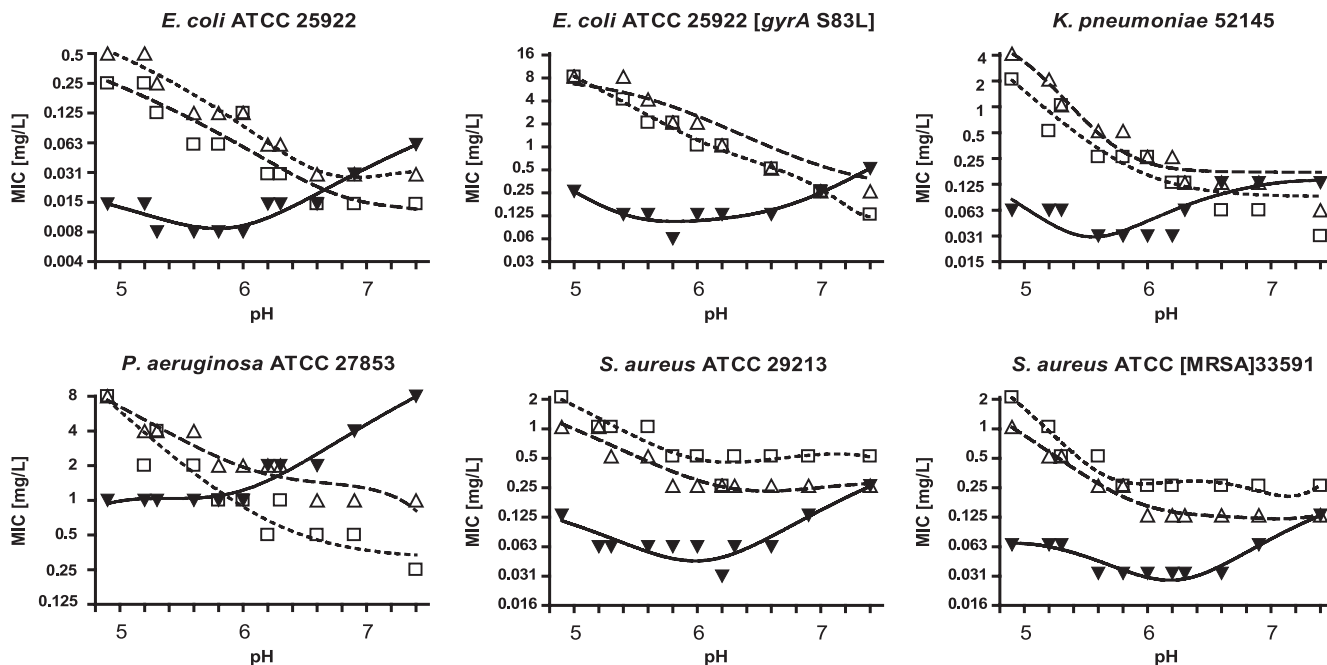 E. coli ATCC 25922
MIC [mg/L]
0.5
0.25
0.125
0.063
0.031
0.015
0.008
0.004
5 6 7
pH
E. coli ATCC 25922 [gyrA S83L]
MIC [mg/L]
16
8
4
2
1
0.5
0.25
0.125
0.06
0.03
5 6 7
pH
K. pneumoniae 52145
MIC [mg/L]
4
2
1
0.5
0.25
0.125
0.063
0.031
0.015
5 6 7
pH
P. aeruginosa ATCC 27853
MIC [mg/L]
8
4
2
1
0.5
0.25
0.125
5 6 7
pH
S. aureus ATCC 29213
MIC [mg/L]
2
1
0.5
0.25
0.125
0.063
0.031
0.016
5 6 7
pH
S. aureus ATCC [MRSA]33591
MIC [mg/L]
2
1
0.5
0.25
0.125
0.063
0.031
0.016
5 6 7
pH